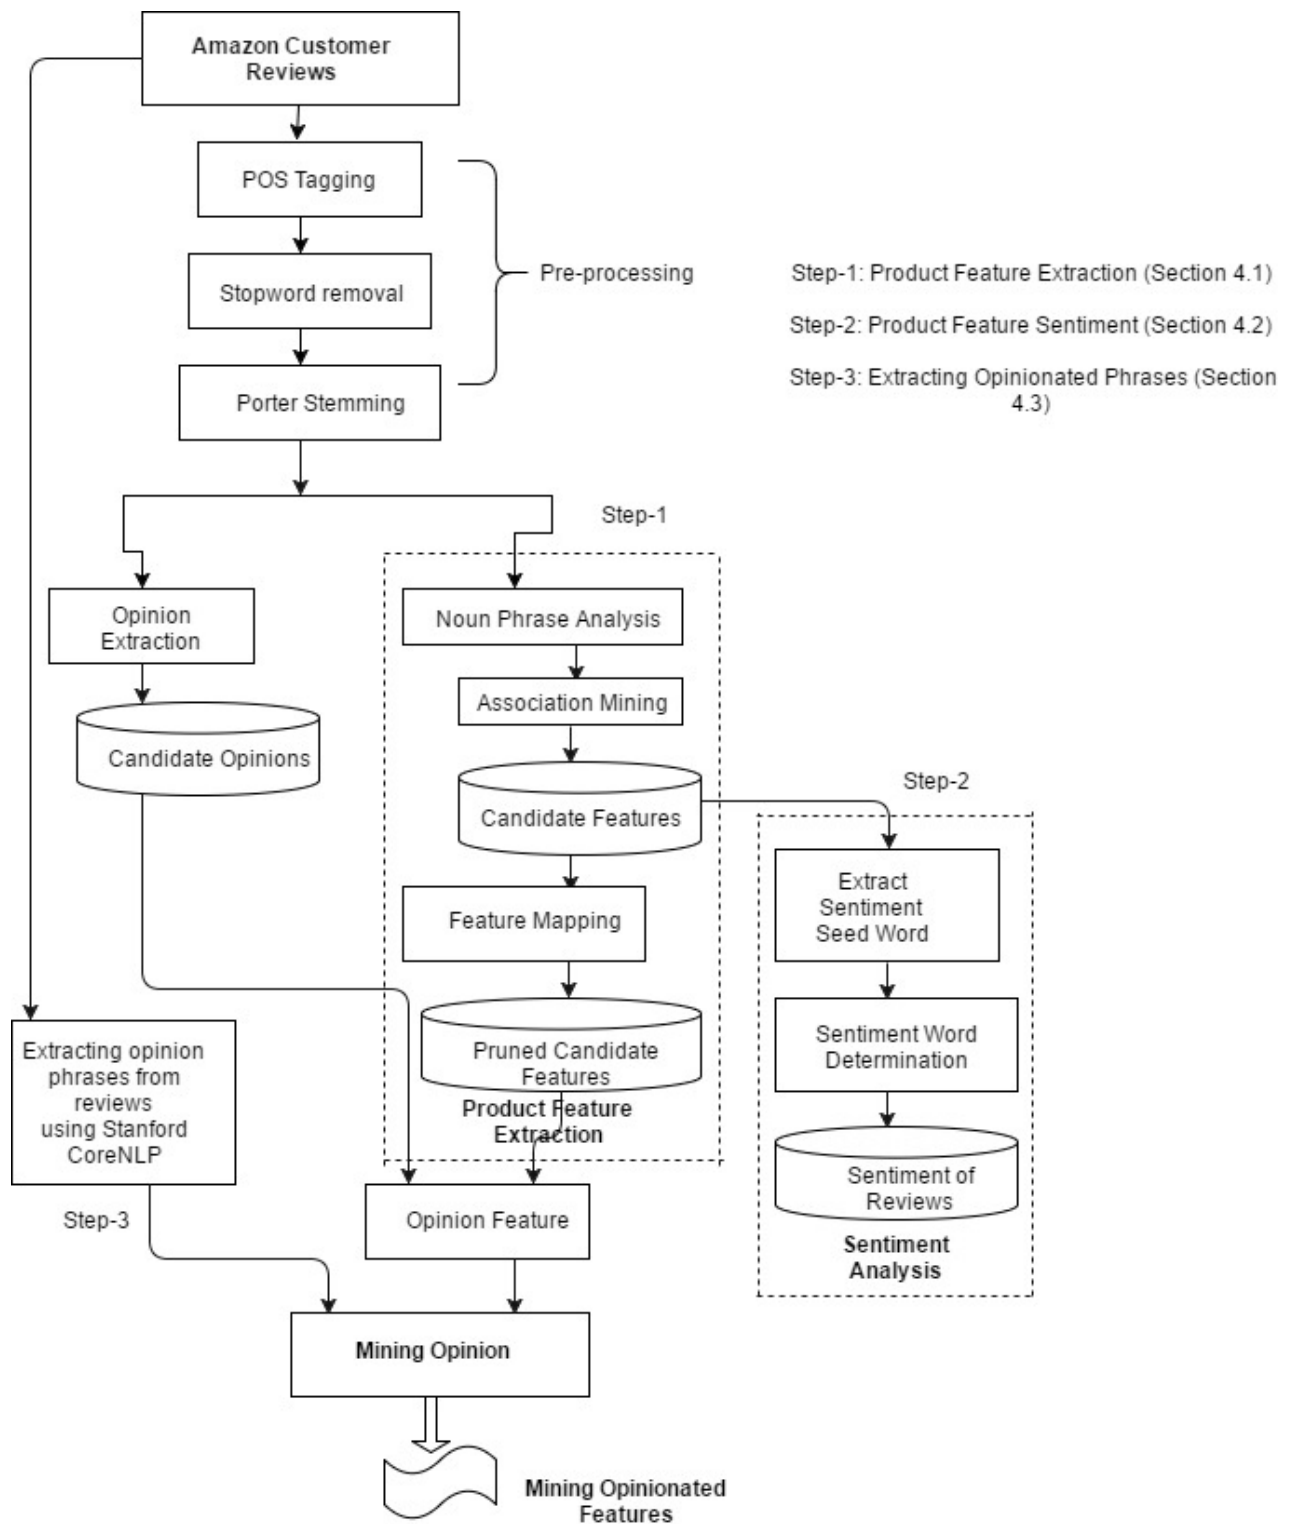 Amazon Customer
Reviews
POS Tagging
Stopword removal
Pre-processing
Porter Stemming
Step-1: Product Feature Extraction (Section 4.1)
Step-2: Product Feature Sentiment (Section 4.2)
Step-3: Extracting Opinionated Phrases (Section
4.3)
Step-1
Opinion
Extraction
Candidate Opinions
Noun Phrase Analysis
Association Mining
Candidate Features
Feature Mapping
Pruned Candidate
Features
Product Feature
Extraction
Step-2
Extract
Sentiment
Seed Word
Sentiment Word
Determination
Sentiment of
Reviews
Sentiment
Analysis
Extracting opinion
phrases from
reviews
using Stanford
CoreNLP
Step-3
Opinion Feature
Mining Opinion
Mining Opinionated
Features